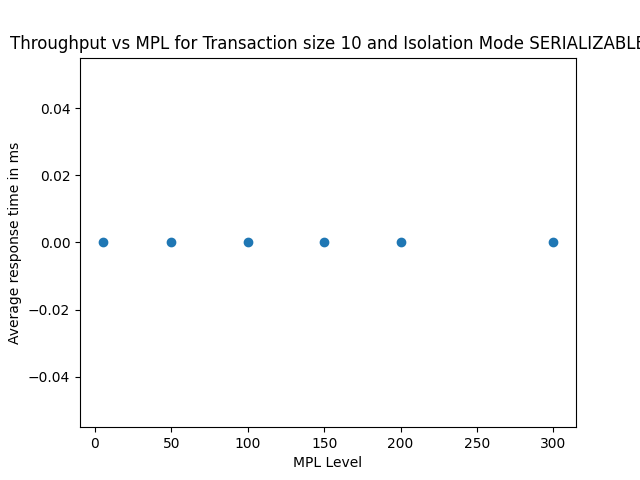 Throughput vs MPL for Transaction size 10 and Isolation Mode SERIALIZABLE
Average response time in ms
0.04
0.02
0.00
−0.02
−0.04
0 50 100 150 200 250 300
MPL Level